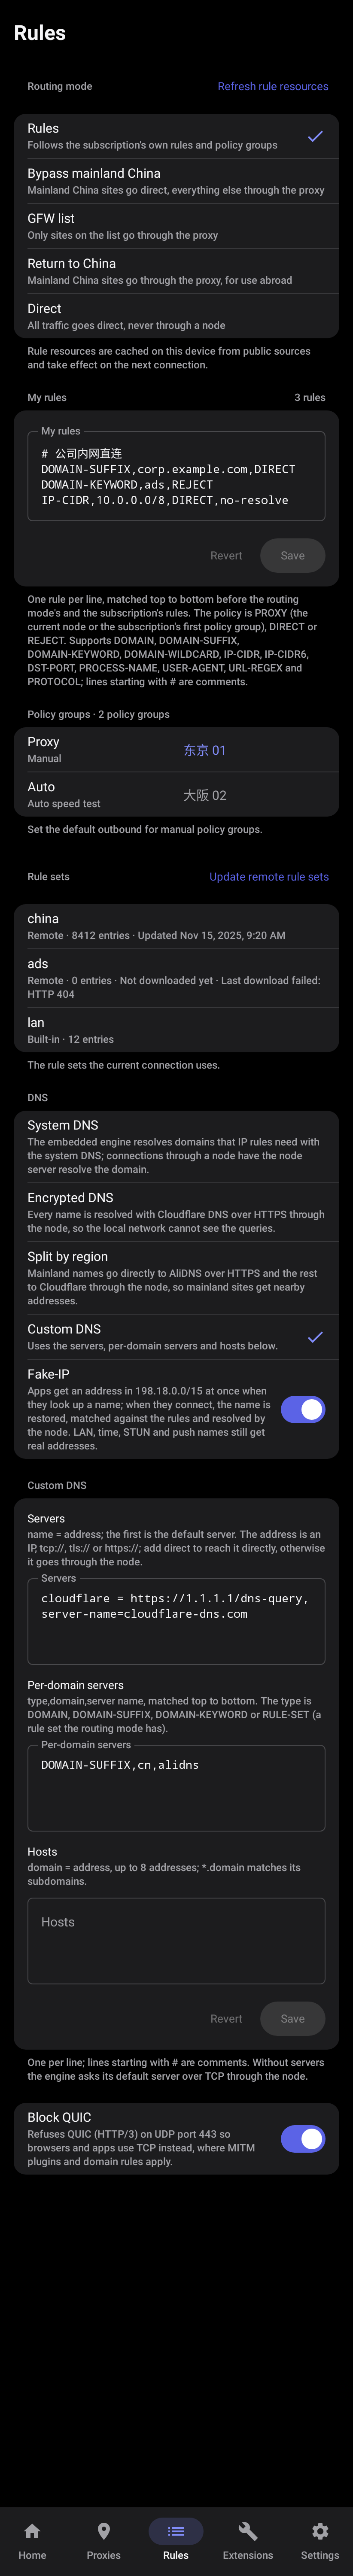 Rules
Routing mode
Refresh rule resources
Rules
Follows the subscription's own rules and policy groups
Bypass mainland China
Mainland China sites go direct, everything else through the proxy
GFW list
Only sites on the list go through the proxy
Return to China
Mainland China sites go through the proxy, for use abroad
Direct
All traffic goes direct, never through a node
Rule resources are cached on this device from public sources
and take effect on the next connection.
My rules
3 rules
My rules
# 公司内网直连
DOMAIN-SUFFIX,corp.example.com,DIRECT
DOMAIN-KEYWORD,ads,REJECT
IP-CIDR,10.0.0.0/8,DIRECT,no-resolve
Revert
Save
One rule per line, matched top to bottom before the routing
mode's and the subscription's rules. The policy is PROXY (the
current node or the subscription's first policy group), DIRECT or
REJECT. Supports DOMAIN, DOMAIN-SUFFIX,
DOMAIN-KEYWORD, DOMAIN-WILDCARD, IP-CIDR, IP-CIDR6,
DST-PORT, PROCESS-NAME, USER-AGENT, URL-REGEX and
PROTOCOL; lines starting with # are comments.
Policy groups · 2 policy groups
Proxy
Manual
东京 01
Auto
Auto speed test
大阪 02
Set the default outbound for manual policy groups.
Rule sets
Update remote rule sets
china
Remote · 8412 entries · Updated Nov 15, 2025, 9:20 AM
ads
Remote · 0 entries · Not downloaded yet · Last download failed:
HTTP 404
lan
Built-in · 12 entries
The rule sets the current connection uses.
DNS
System DNS
The embedded engine resolves domains that IP rules need with
the system DNS; connections through a node have the node
server resolve the domain.
Encrypted DNS
Every name is resolved with Cloudflare DNS over HTTPS through
the node, so the local network cannot see the queries.
Split by region
Mainland names go directly to AliDNS over HTTPS and the rest
to Cloudflare through the node, so mainland sites get nearby
addresses.
Custom DNS
Uses the servers, per-domain servers and hosts below.
Fake-IP
Apps get an address in 198.18.0.0/15 at once when
they look up a name; when they connect, the name is
restored, matched against the rules and resolved by
the node. LAN, time, STUN and push names still get
real addresses.
Custom DNS
Servers
name = address; the first is the default server. The address is an
IP, tcp://, tls:// or https://; add direct to reach it directly, otherwise
it goes through the node.
Servers
cloudflare = https://1.1.1.1/dns-query,
server-name=cloudflare-dns.com
Per-domain servers
type,domain,server name, matched top to bottom. The type is
DOMAIN, DOMAIN-SUFFIX, DOMAIN-KEYWORD or RULE-SET (a
rule set the routing mode has).
Per-domain servers
DOMAIN-SUFFIX,cn,alidns
Hosts
domain = address, up to 8 addresses; *.domain matches its
subdomains.
Hosts
Revert
Save
One per line; lines starting with # are comments. Without servers
the engine asks its default server over TCP through the node.
Block QUIC
Refuses QUIC (HTTP/3) on UDP port 443 so
browsers and apps use TCP instead, where MITM
plugins and domain rules apply.
Home
Proxies
Rules
Extensions
Settings